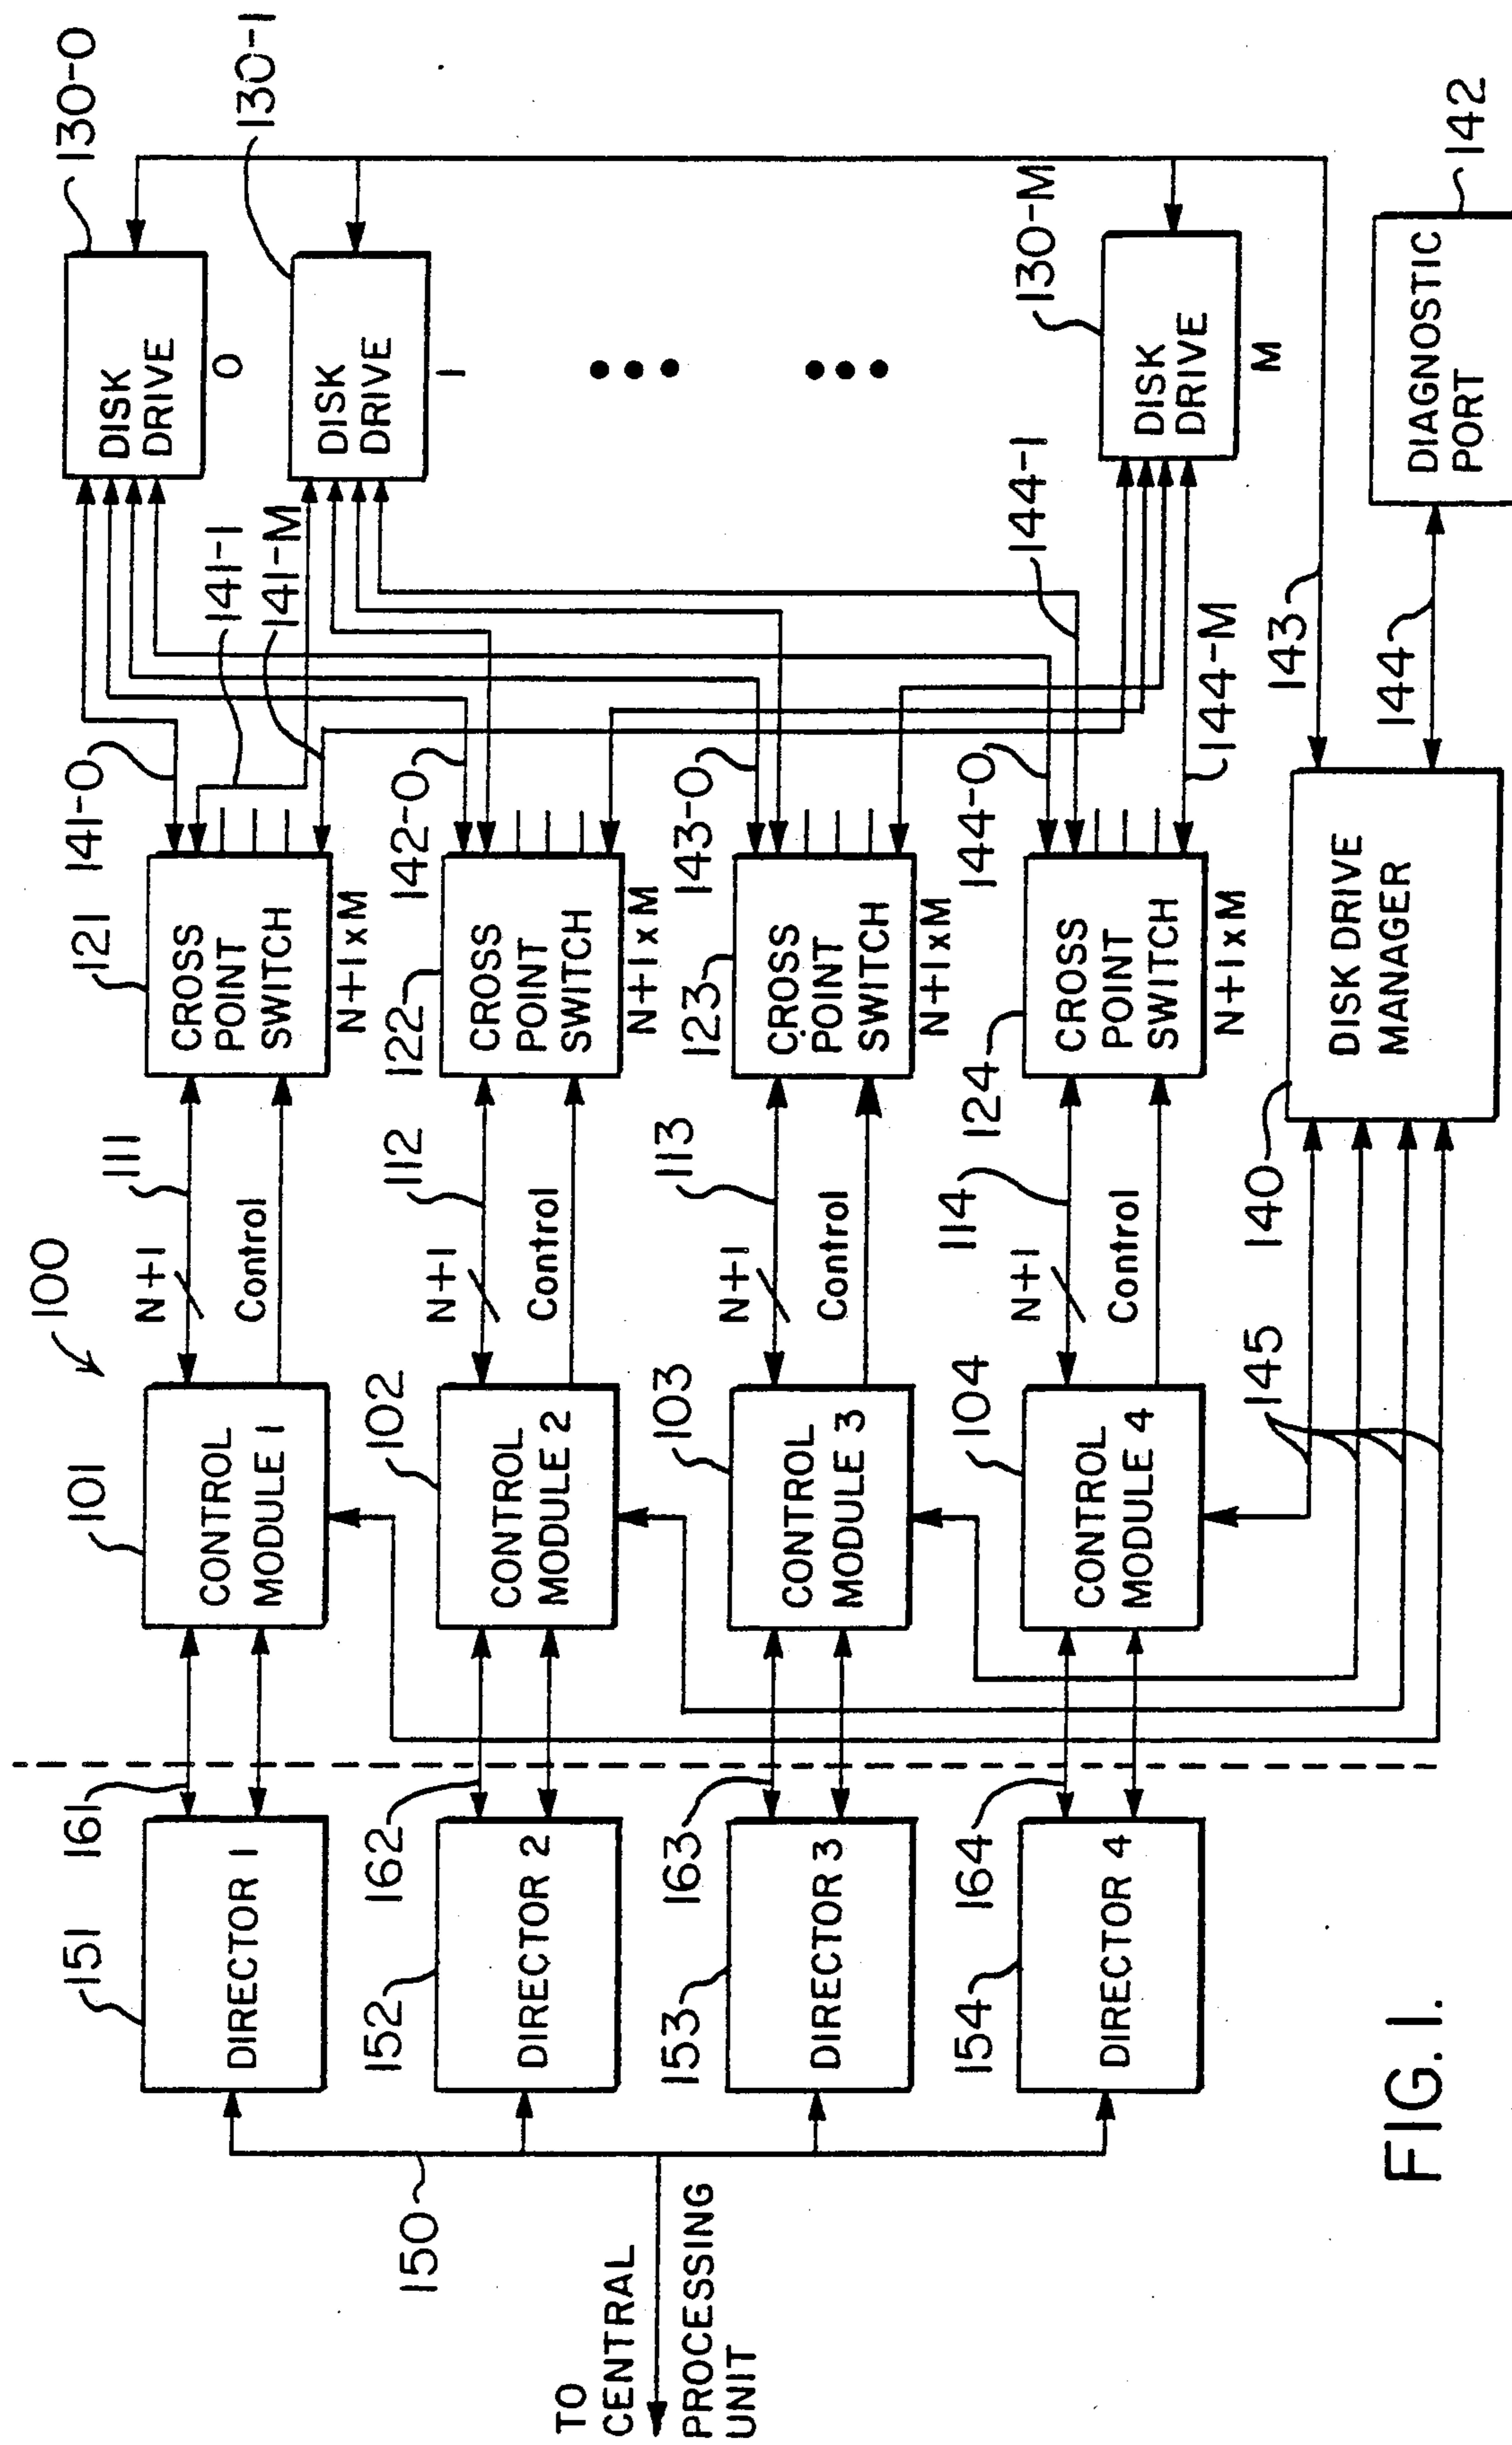 100
151
DIRECTOR 1
161
101
CONTROL
MODULE 1
N+1
111
Control
121
CROSS
POINT
SWITCH
N+1xM
141-0
141-1
141-M
DISK
DRIVE
0
130-0
152
DIRECTOR 2
162
102
CONTROL
MODULE 2
N+1
112
Control
122
CROSS
POINT
SWITCH
N+1xM
142-0
DISK
DRIVE
1
130-1
150
TO
CENTRAL
PROCESSING
UNIT
153
DIRECTOR 3
163
103
CONTROL
MODULE 3
N+1
113
Control
123
CROSS
POINT
SWITCH
N+1xM
143-0
154
DIRECTOR 4
164
104
CONTROL
MODULE 4
N+1
114
Control
124
CROSS
POINT
SWITCH
N+1xM
144-0
144-1
144-M
DISK
DRIVE
M
130-M
145
140
DISK DRIVE
MANAGER
143
144
DIAGNOSTIC
PORT
142
FIG. 1.